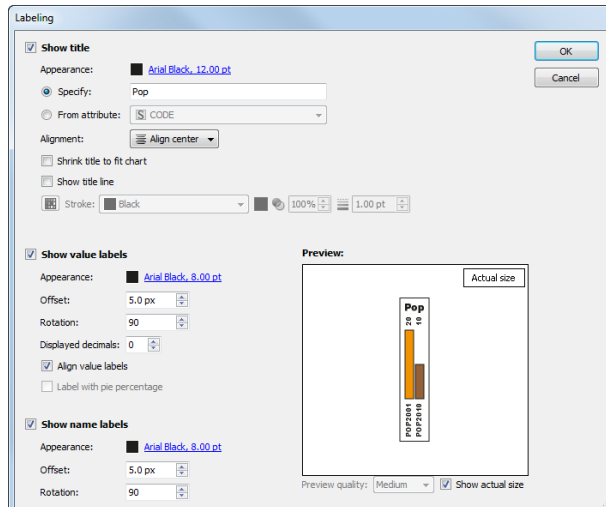 Labeling
Show title
OK
Appearance: Arial Black, 12.00 pt
Cancel
Specify: Pop
From attribute: S CODE
Alignment: Align center
Shrink title to fit chart
Show title line
Stroke: Black 100% 1.00 pt
Show value labels
Preview:
Appearance: Arial Black, 8.00 pt
Actual size
Offset: 5.0 px
Pop
Rotation: 90
20
10
Displayed decimals: 0
Align value labels
Label with pie percentage
POP2001
POP2010
Show name labels
Appearance: Arial Black, 8.00 pt
Offset: 5.0 px
Preview quality: Medium Show actual size
Rotation: 90